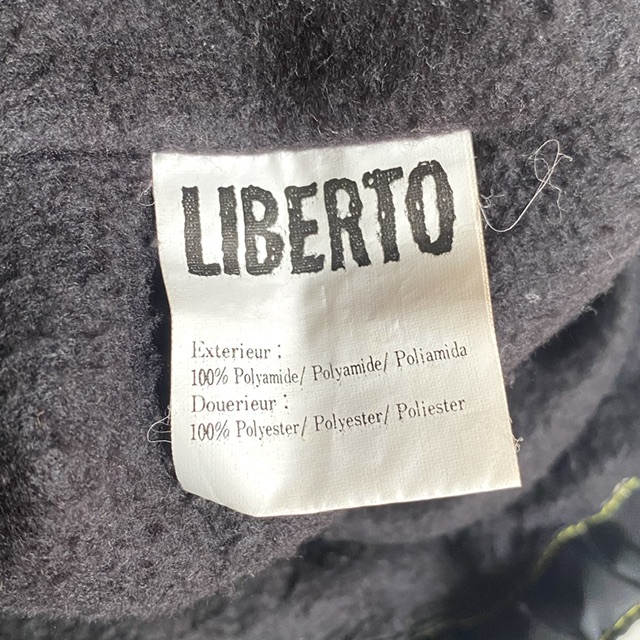 LIBERTO
Exterieur :
100% Polyamide/ Polyamide/ Poliamida
Douerieur :
100% Polyester/ Polyester/ Poliester